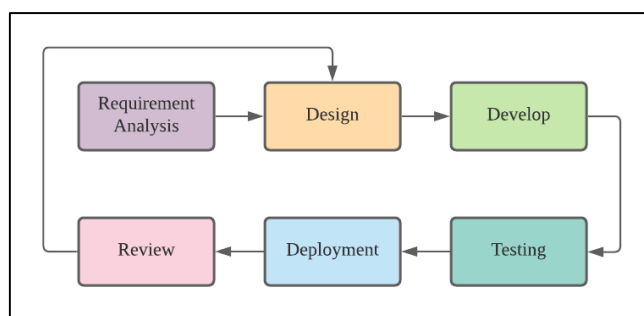 Requirement
Analysis
Design
Develop
Review
Deployment
Testing